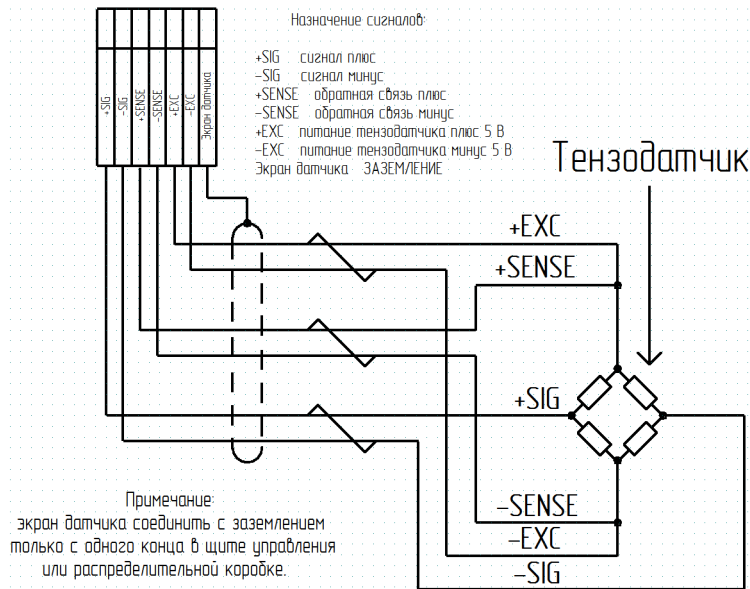 Назначение сигналов:
+SIG сигнал плюс
−SIG сигнал минус
+SENSE обратная связь плюс
−SENSE обратная связь минус
+EXC питание тензодатчика плюс 5 В
−EXC питание тензодатчика минус 5 В
Экран датчика ЗАЗЕМЛЕНИЕ
+SIG
−SIG
+SENSE
−SENSE
+EXC
−EXC
Экран датчика
Тензодатчик
+EXC
+SENSE
+SIG
−SENSE
−EXC
−SIG
Примечание:
экран датчика соединить с заземлением
только с одного конца в щите управления
или распределительной коробке.